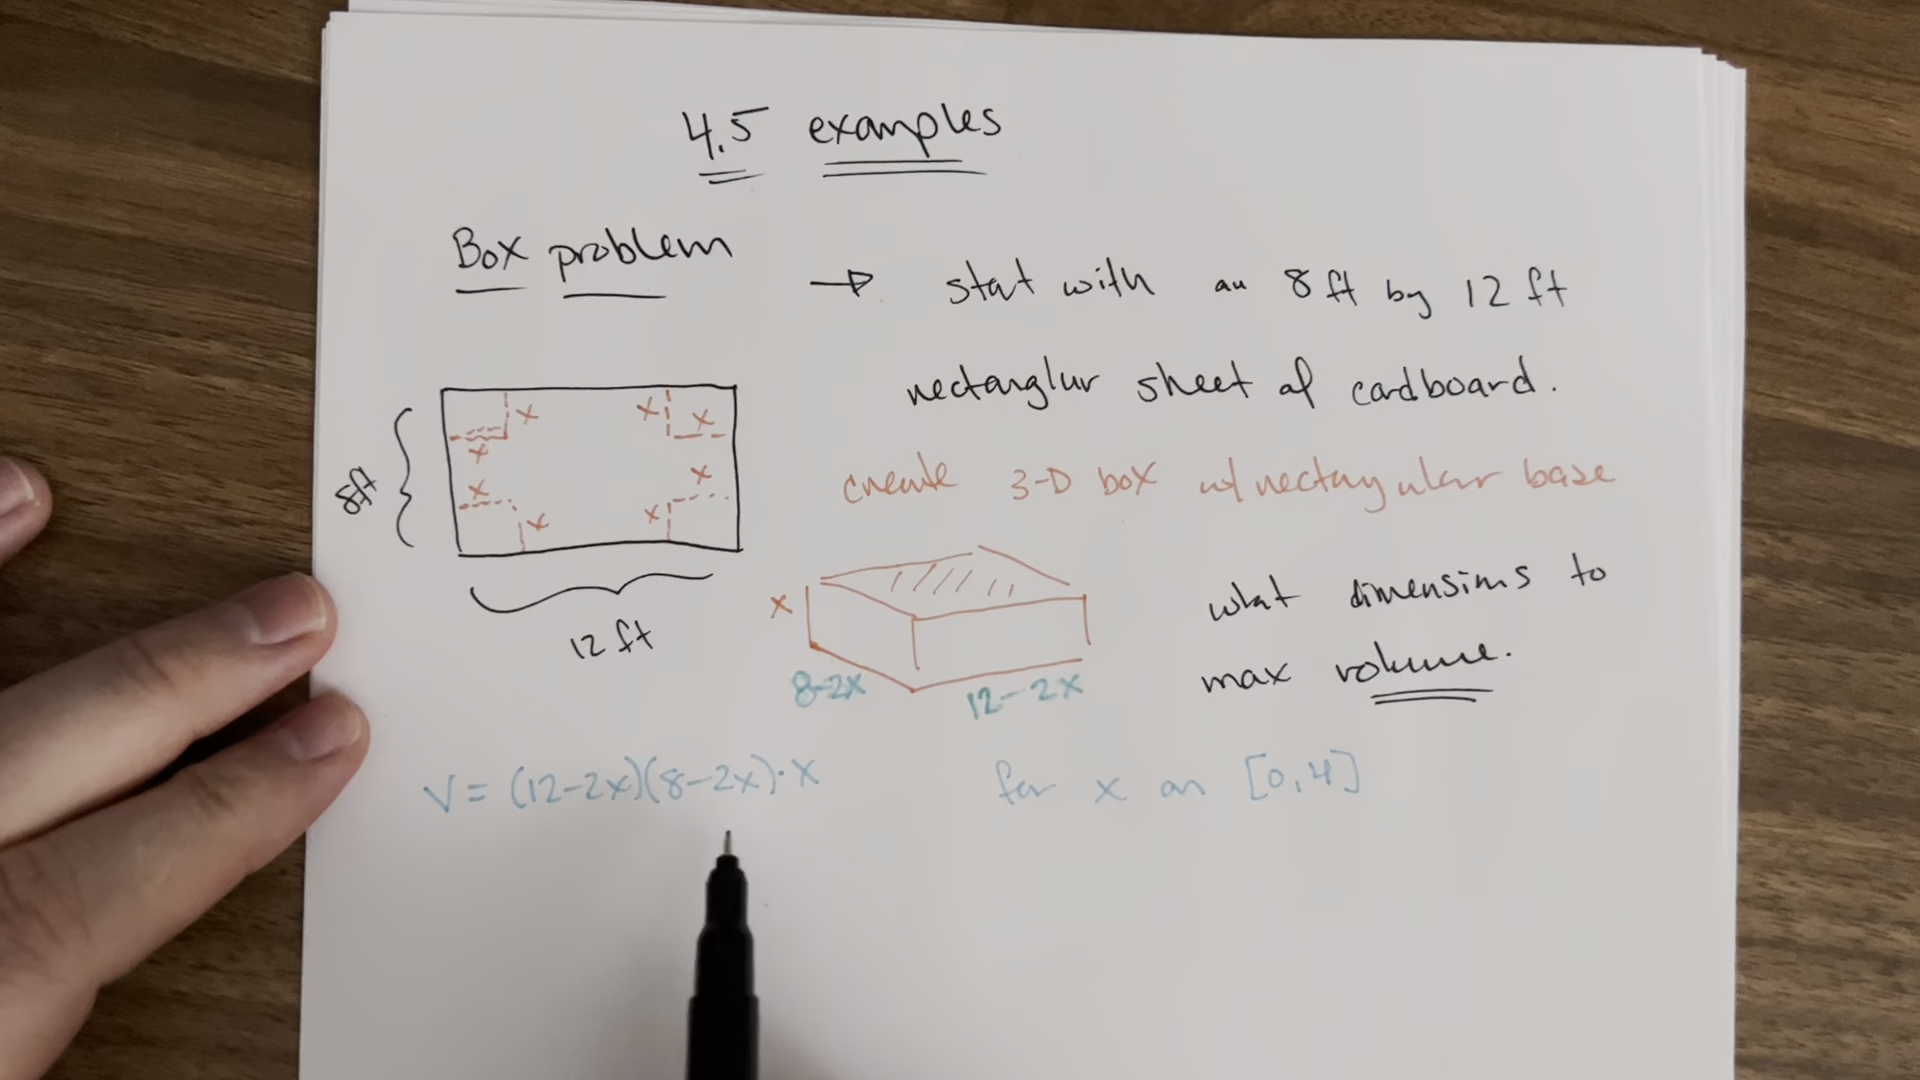 4.5 examples
Box problem
→ start with an 8 ft by 12 ft
rectanglur sheet of cardboard.
x x x
x
x x
x x
8ft
12 ft
create 3-D box w/ rectangular base
x
8-2x
12-2x
what dimensions to
max volume.
V = (12-2x)(8-2x)·x for x on [0,4]